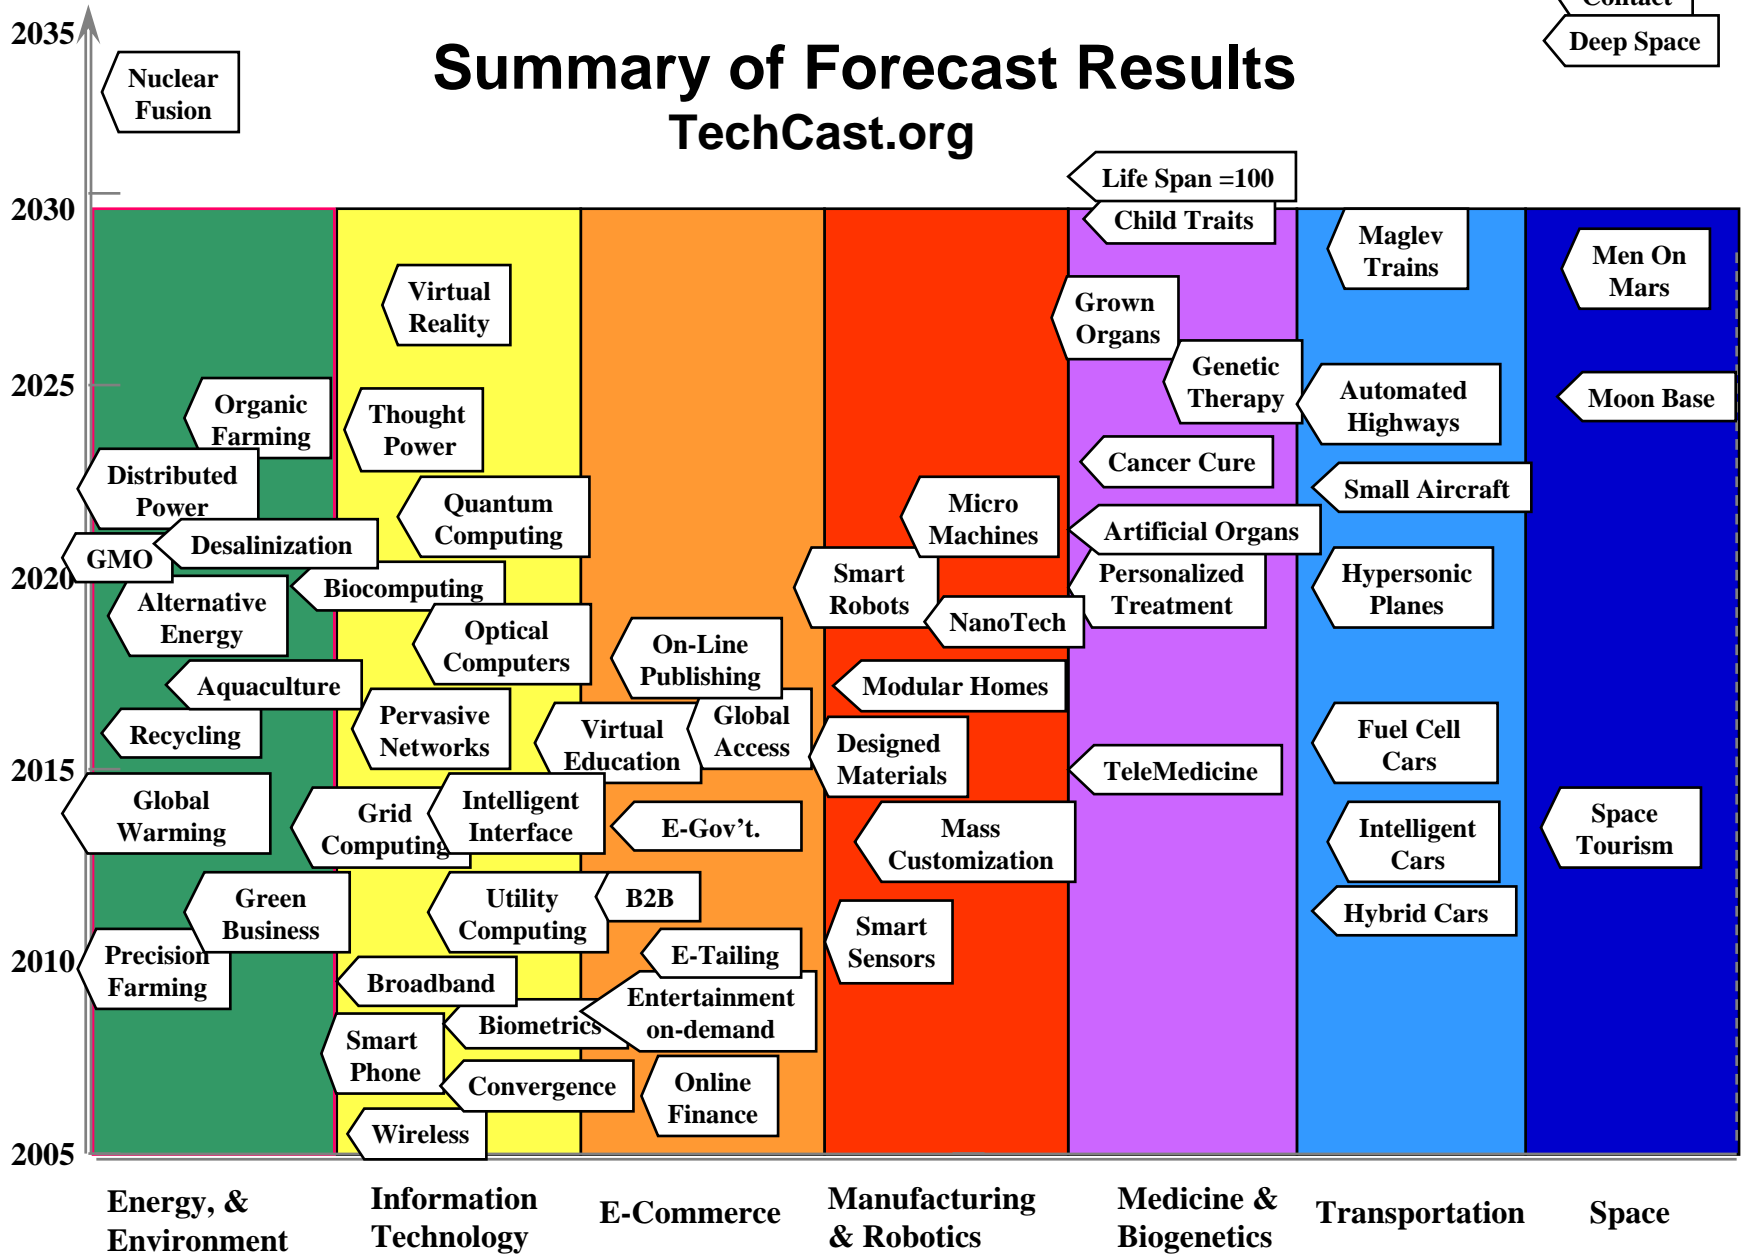 Contact
2035
Deep Space
Summary of Forecast Results
TechCast.org
Nuclear
Fusion
Life Span =100
2030
Child Traits
Maglev
Trains
Men On
Mars
Virtual
Reality
Grown
Organs
Genetic
Therapy
2025
Automated
Highways
Moon Base
Organic
Farming
Thought
Power
Cancer Cure
Distributed
Power
Small Aircraft
Quantum
Computing
Micro
Machines
Artificial Organs
GMO
Desalinization
2020
Biocomputing
Smart
Robots
Personalized
Treatment
Hypersonic
Planes
Alternative
Energy
NanoTech
Optical
Computers
On-Line
Publishing
Aquaculture
Modular Homes
Recycling
Pervasive
Networks
Virtual
Education
Global
Access
Designed
Materials
Fuel Cell
Cars
2015
TeleMedicine
Global
Warming
Grid
Computing
Intelligent
Interface
E-Gov't.
Mass
Customization
Intelligent
Cars
Space
Tourism
Green
Business
Utility
Computing
B2B
Hybrid Cars
Smart
Sensors
2010
Precision
Farming
E-Tailing
Broadband
Entertainment
on-demand
Biometrics
Smart
Phone
Convergence
Online
Finance
Wireless
2005
Energy, &
Environment
Information
Technology
E-Commerce
Manufacturing
& Robotics
Medicine &
Biogenetics
Transportation
Space